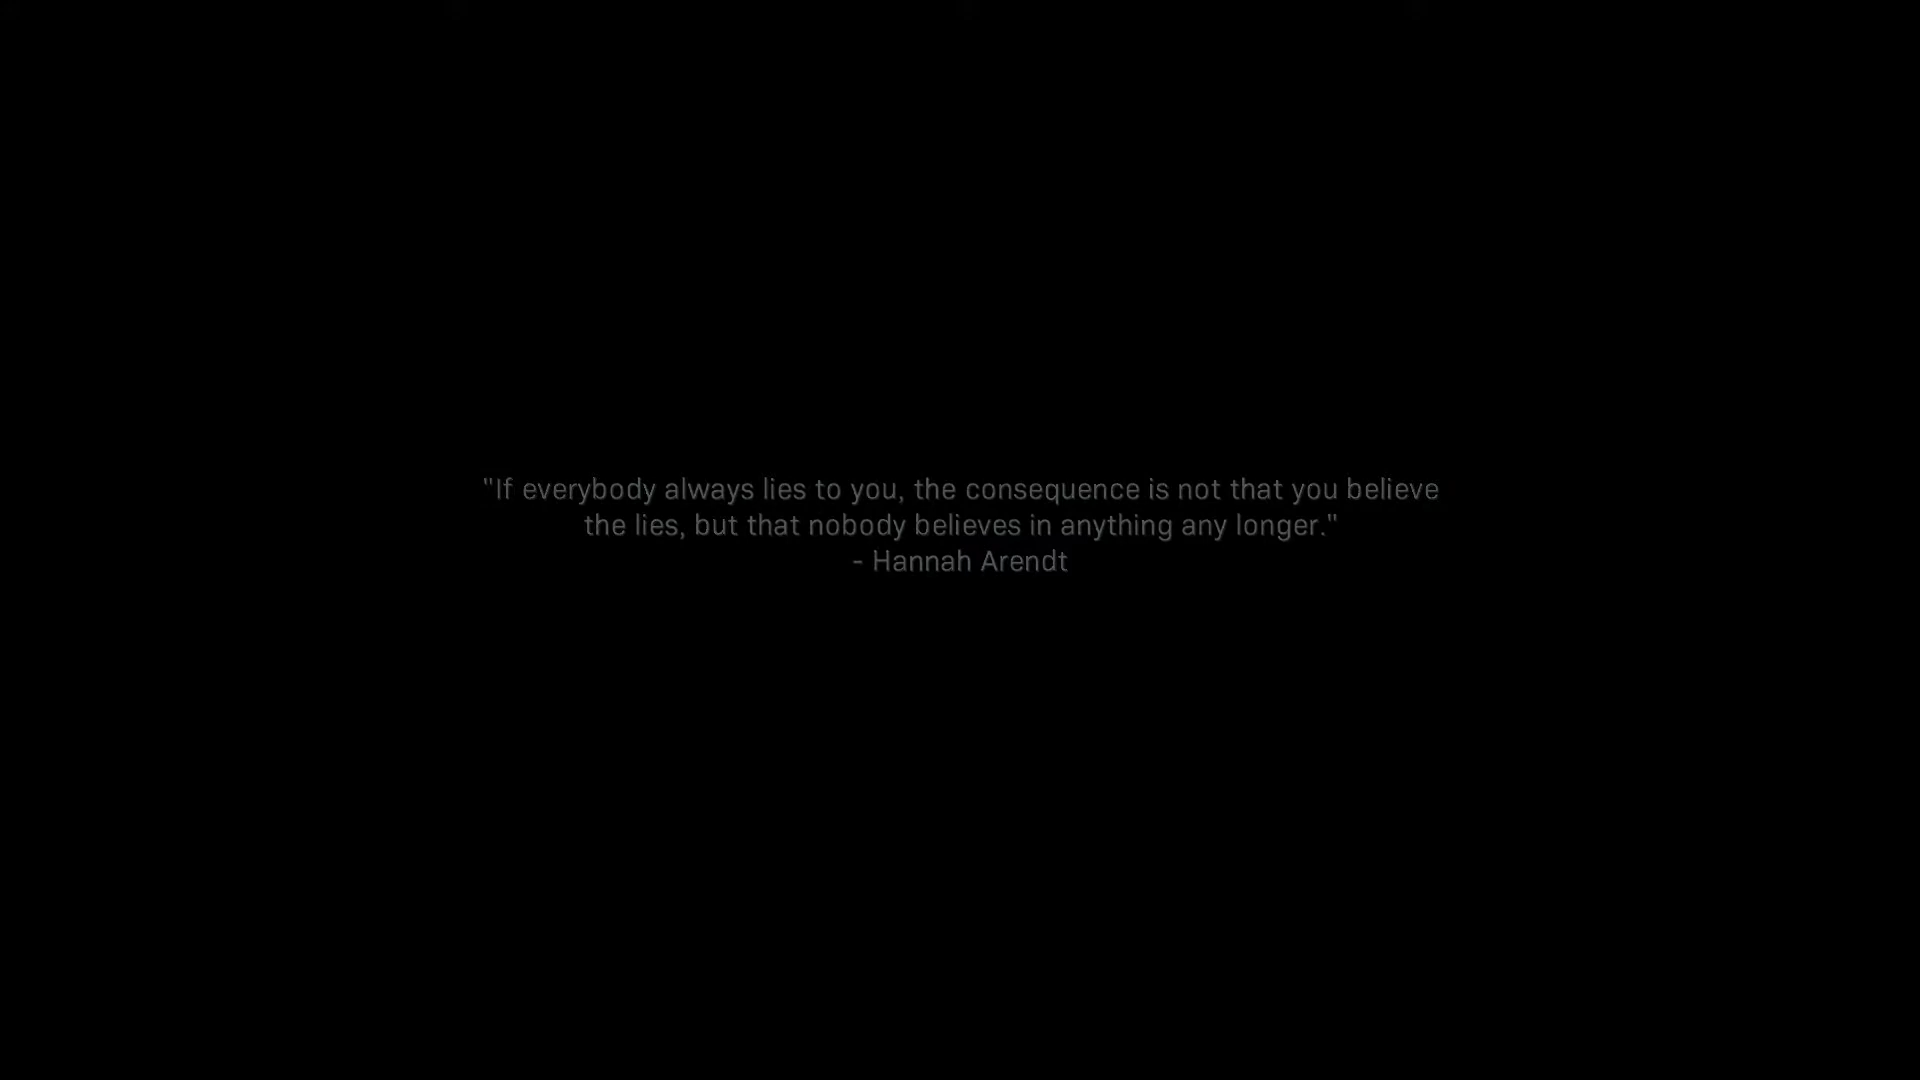 "If everybody always lies to you, the consequence is not that you believe
the lies, but that nobody believes in anything any longer."
- Hannah Arendt